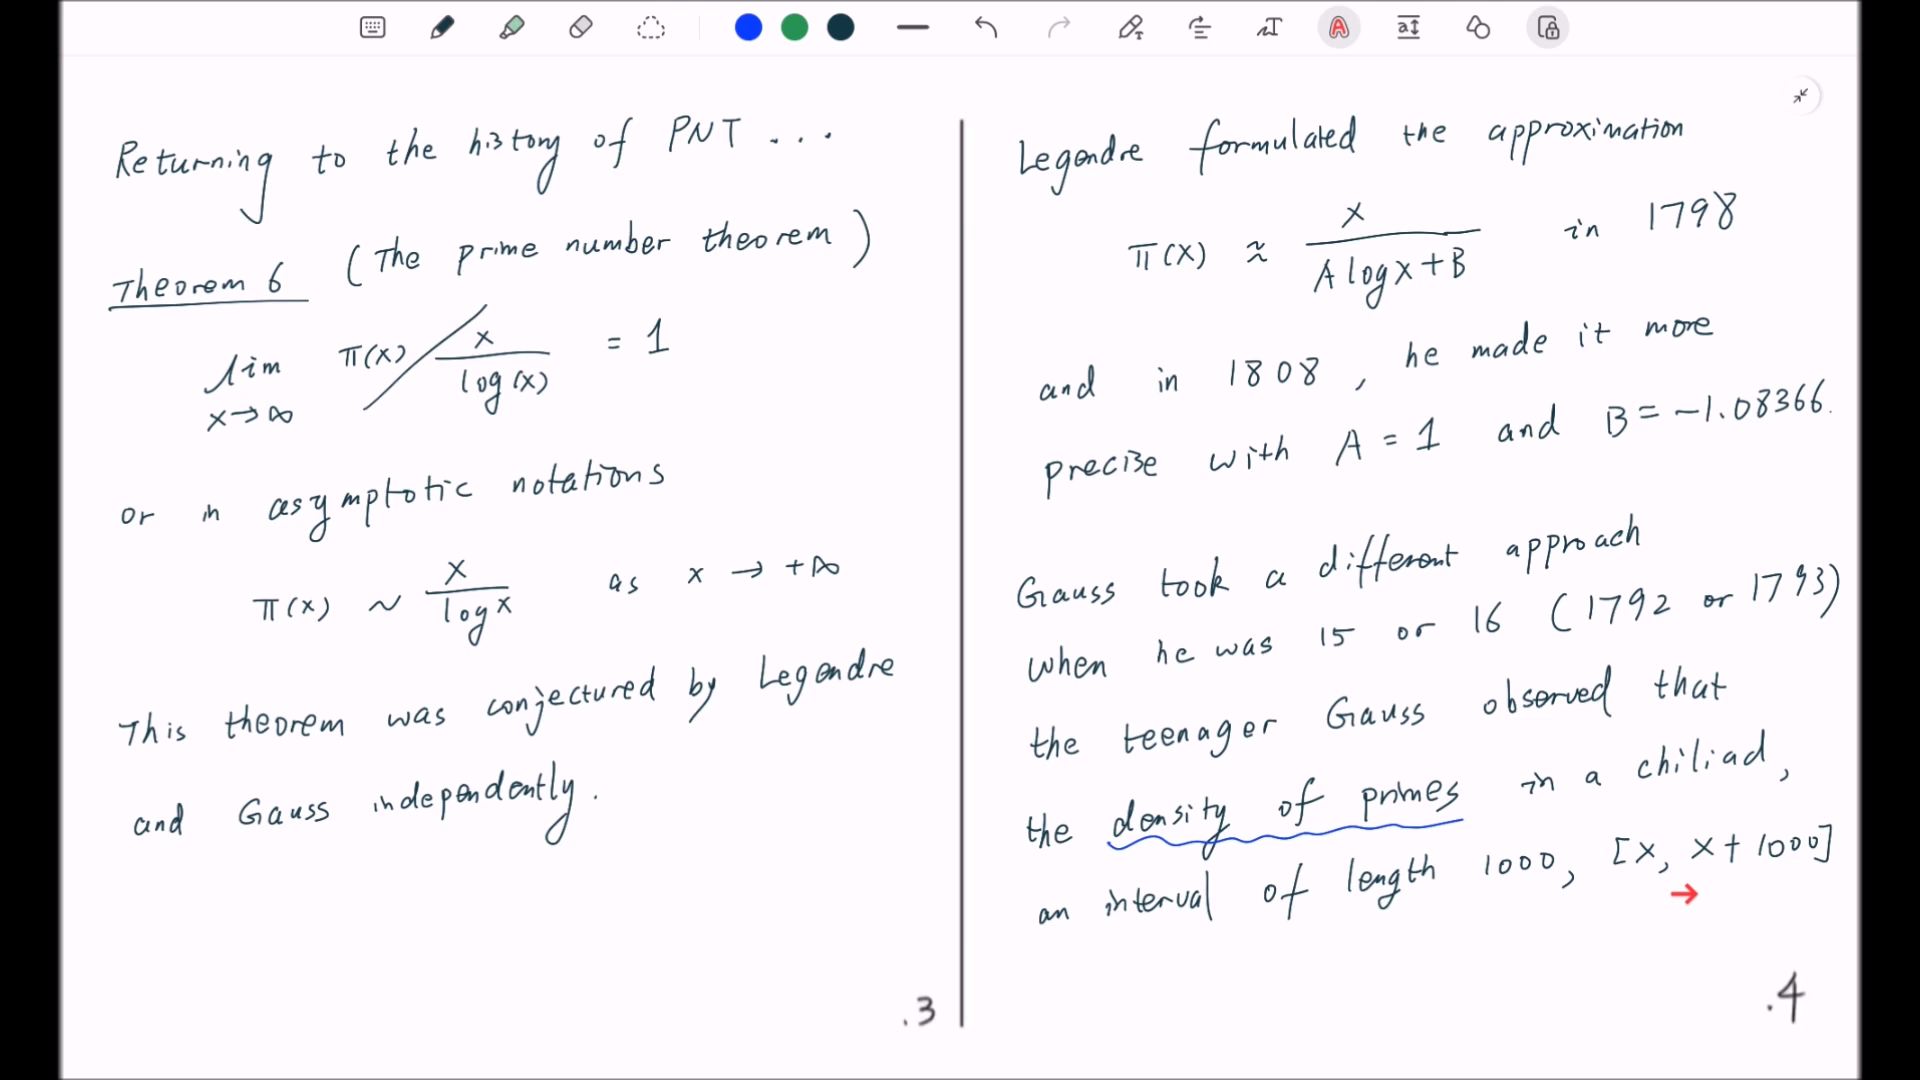 Returning to the history of PNT ...
Theorem 6 (The prime number theorem)
lim x→∞ π(x) / x/log(x) = 1
or in asymptotic notations
π(x) ~ x/log x as x → +∞
This theorem was conjectured by Legendre
and Gauss independently.
.3
Legendre formulated the approximation
π(x) ≈ x/(A log x + B) in 1798
and in 1808, he made it more
precise with A = 1 and B = -1.08366.
Gauss took a different approach
when he was 15 or 16 (1792 or 1793)
the teenager Gauss observed that
the density of primes in a chiliad,
an interval of length 1000, [x, x+1000]
.4